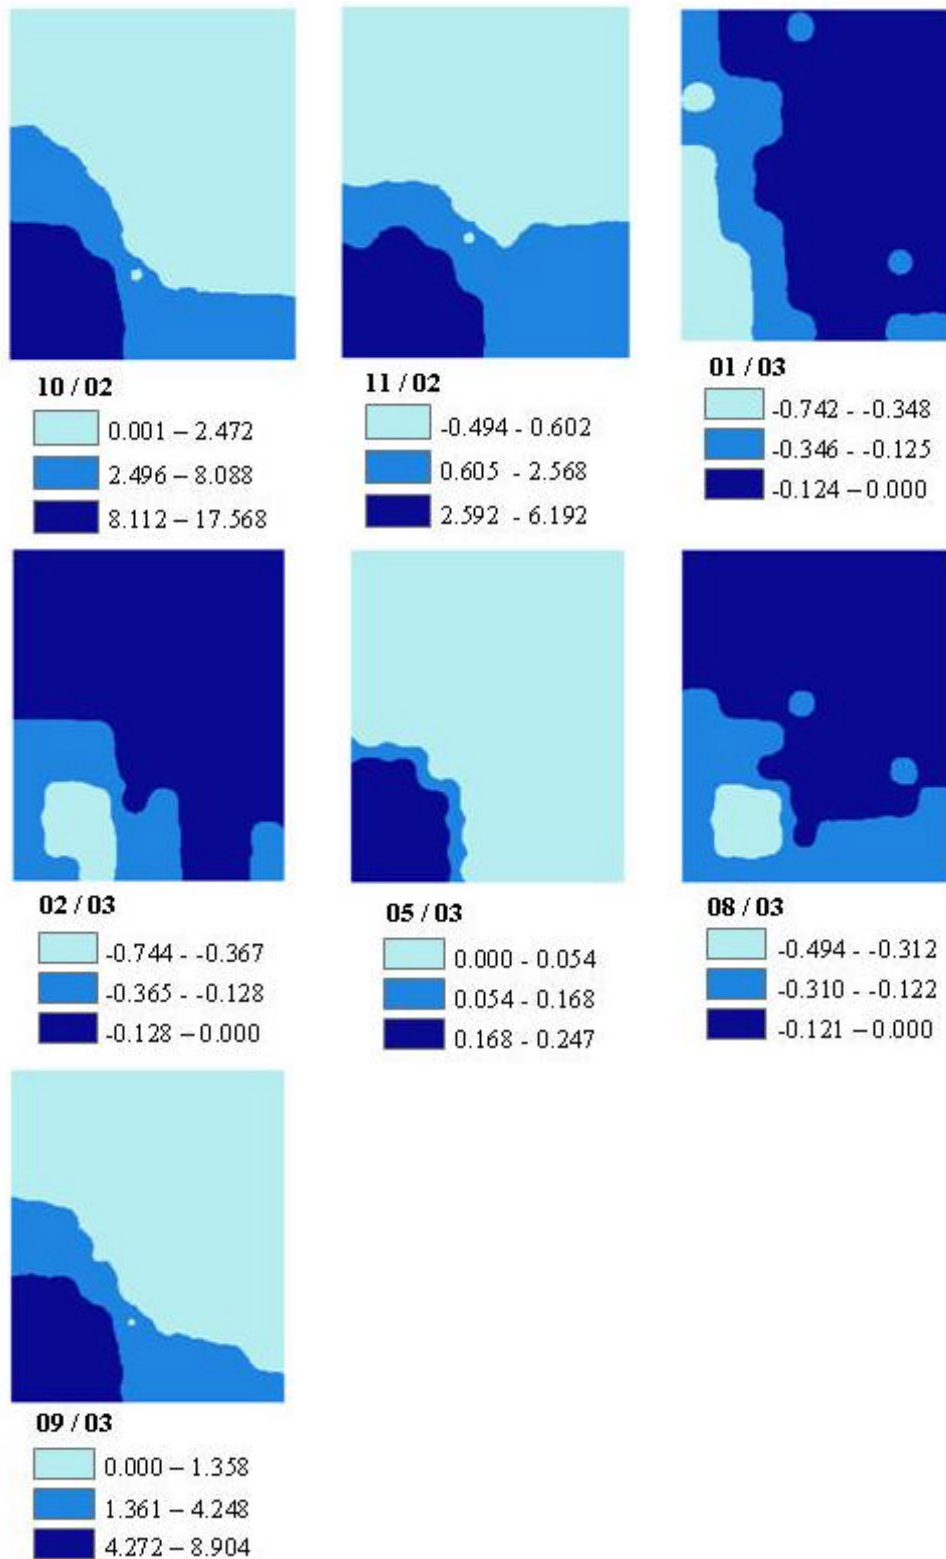 10 / 02
0.001 – 2.472
2.496 – 8.088
8.112 – 17.568
11 / 02
-0.494 - 0.602
0.605 - 2.568
2.592 - 6.192
01 / 03
-0.742 - -0.348
-0.346 - -0.125
-0.124 – 0.000
02 / 03
-0.744 - -0.367
-0.365 - -0.128
-0.128 – 0.000
05 / 03
0.000 - 0.054
0.054 - 0.168
0.168 - 0.247
08 / 03
-0.494 - -0.312
-0.310 - -0.122
-0.121 – 0.000
09 / 03
0.000 – 1.358
1.361 – 4.248
4.272 – 8.904